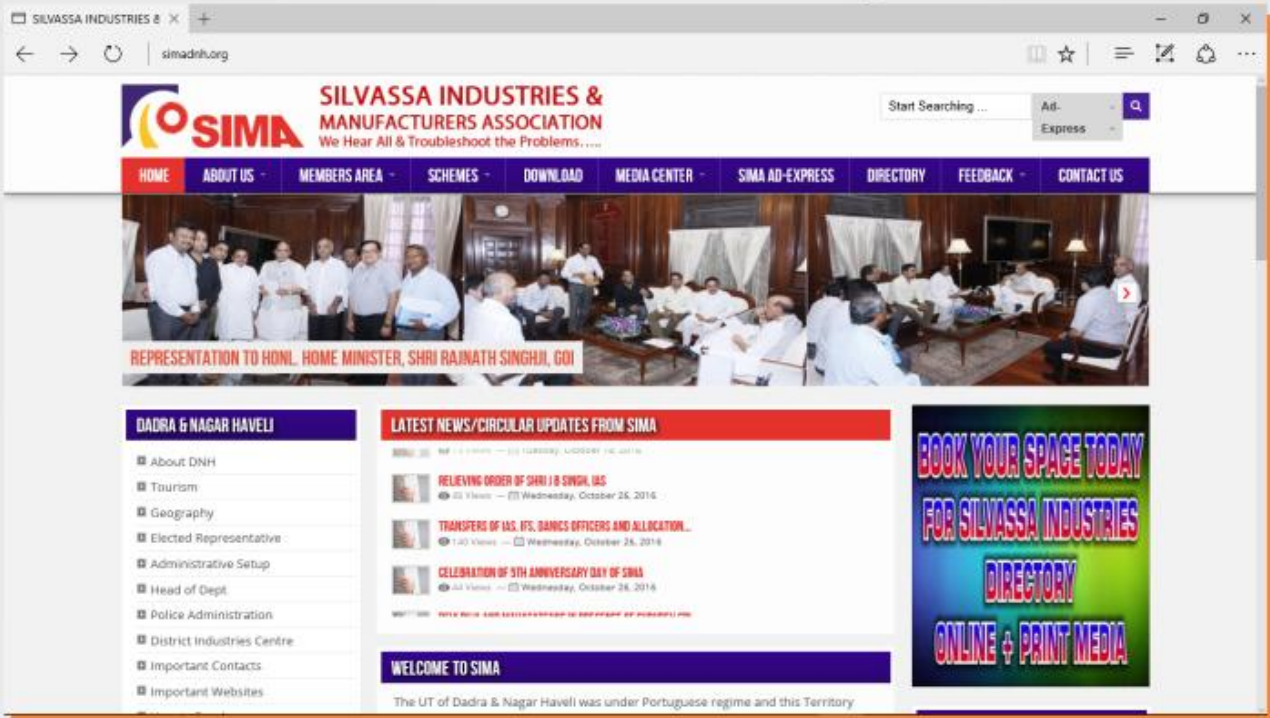 SILVASSA INDUSTRIES &
simadnh.org
SIMA
SILVASSA INDUSTRIES &
MANUFACTURERS ASSOCIATION
We Hear All & Troubleshoot the Problems.....
Start Searching ...
Ad-
Express
HOME ABOUT US MEMBERS AREA SCHEMES DOWNLOAD MEDIA CENTER SIMA AD-EXPRESS DIRECTORY FEEDBACK CONTACT US
REPRESENTATION TO HONL. HOME MINISTER, SHRI RAJNATH SINGHJI, GOI
DADRA & NAGAR HAVELI
About DNH
Tourism
Geography
Elected Representative
Administrative Setup
Head of Dept
Police Administration
District Industries Centre
Important Contacts
Important Websites
LATEST NEWS/CIRCULAR UPDATES FROM SIMA
RELIEVING ORDER OF SHRI J B SINGH, IAS
Views — Wednesday, October 26, 2016
TRANSFERS OF IAS, IFS, DANICS OFFICERS AND ALLOCATION...
140 Views — Wednesday, October 26, 2016
CELEBRATION OF 5TH ANNIVERSARY DAY OF SIMA
44 Views — Wednesday, October 26, 2016
WELCOME TO SIMA
The UT of Dadra & Nagar Haveli was under Portuguese regime and this Territory
BOOK YOUR SPACE TODAY
FOR SILVASSA INDUSTRIES
DIRECTORY
ONLINE + PRINT MEDIA